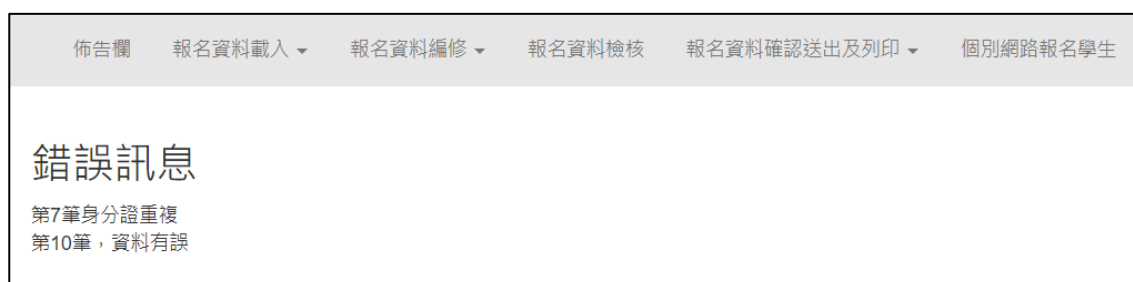 佈告欄 報名資料載入 報名資料編修 報名資料檢核 報名資料確認送出及列印 個別網路報名學生
錯誤訊息
第7筆身分證重複
第10筆，資料有誤